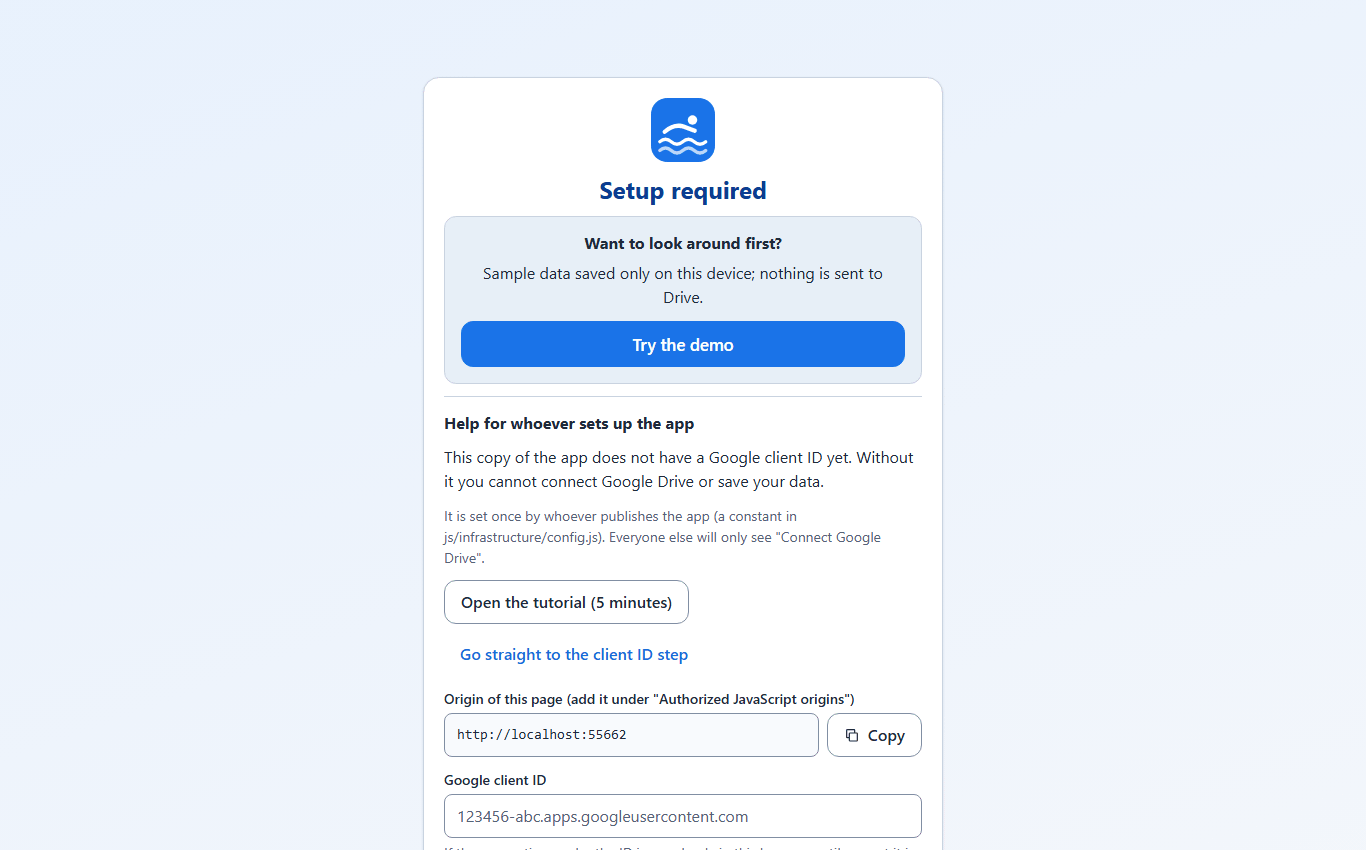 Setup required
Want to look around first?
Sample data saved only on this device; nothing is sent to
Drive.
Try the demo
Help for whoever sets up the app
This copy of the app does not have a Google client ID yet. Without
it you cannot connect Google Drive or save your data.
It is set once by whoever publishes the app (a constant in
js/infrastructure/config.js). Everyone else will only see "Connect Google
Drive".
Open the tutorial (5 minutes)
Go straight to the client ID step
Origin of this page (add it under "Authorized JavaScript origins")
http://localhost:55662
Copy
Google client ID
123456-abc.apps.googleusercontent.com